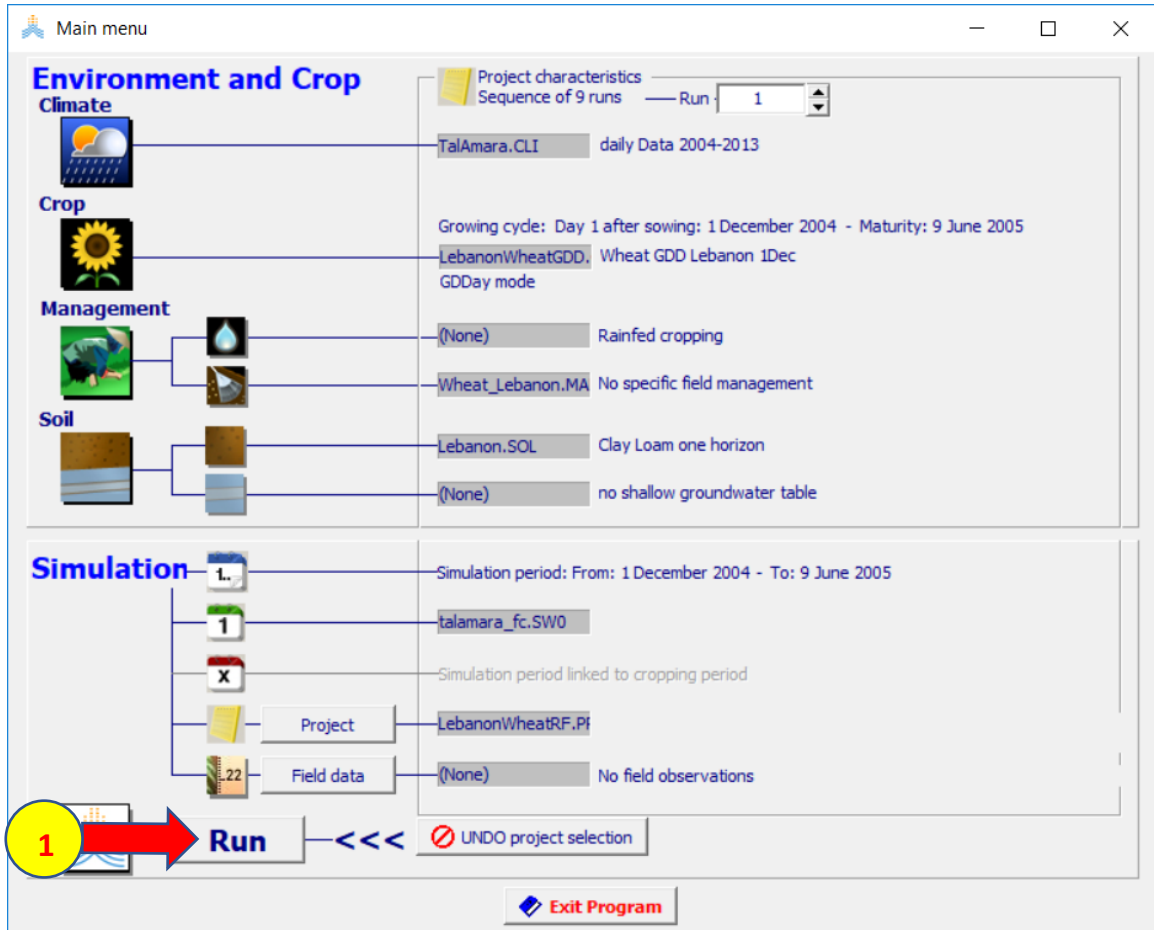 Main menu
Environment and Crop
Project characteristics
Sequence of 9 runs
Run
1
Climate
TalAmara.CLI
daily Data 2004-2013
Crop
Growing cycle: Day 1 after sowing: 1 December 2004 - Maturity: 9 June 2005
LebanonWheatGDD.
Wheat GDD Lebanon 1Dec
GDDay mode
Management
(None)
Rainfed cropping
Wheat_Lebanon.MA
No specific field management
Soil
Lebanon.SOL
Clay Loam one horizon
(None)
no shallow groundwater table
Simulation
1..
Simulation period: From: 1 December 2004 - To: 9 June 2005
1
talamara_fc.SW0
X
Simulation period linked to cropping period
Project
LebanonWheatRF.PR
.22
Field data
(None)
No field observations
1
Run
<<<
UNDO project selection
Exit Program